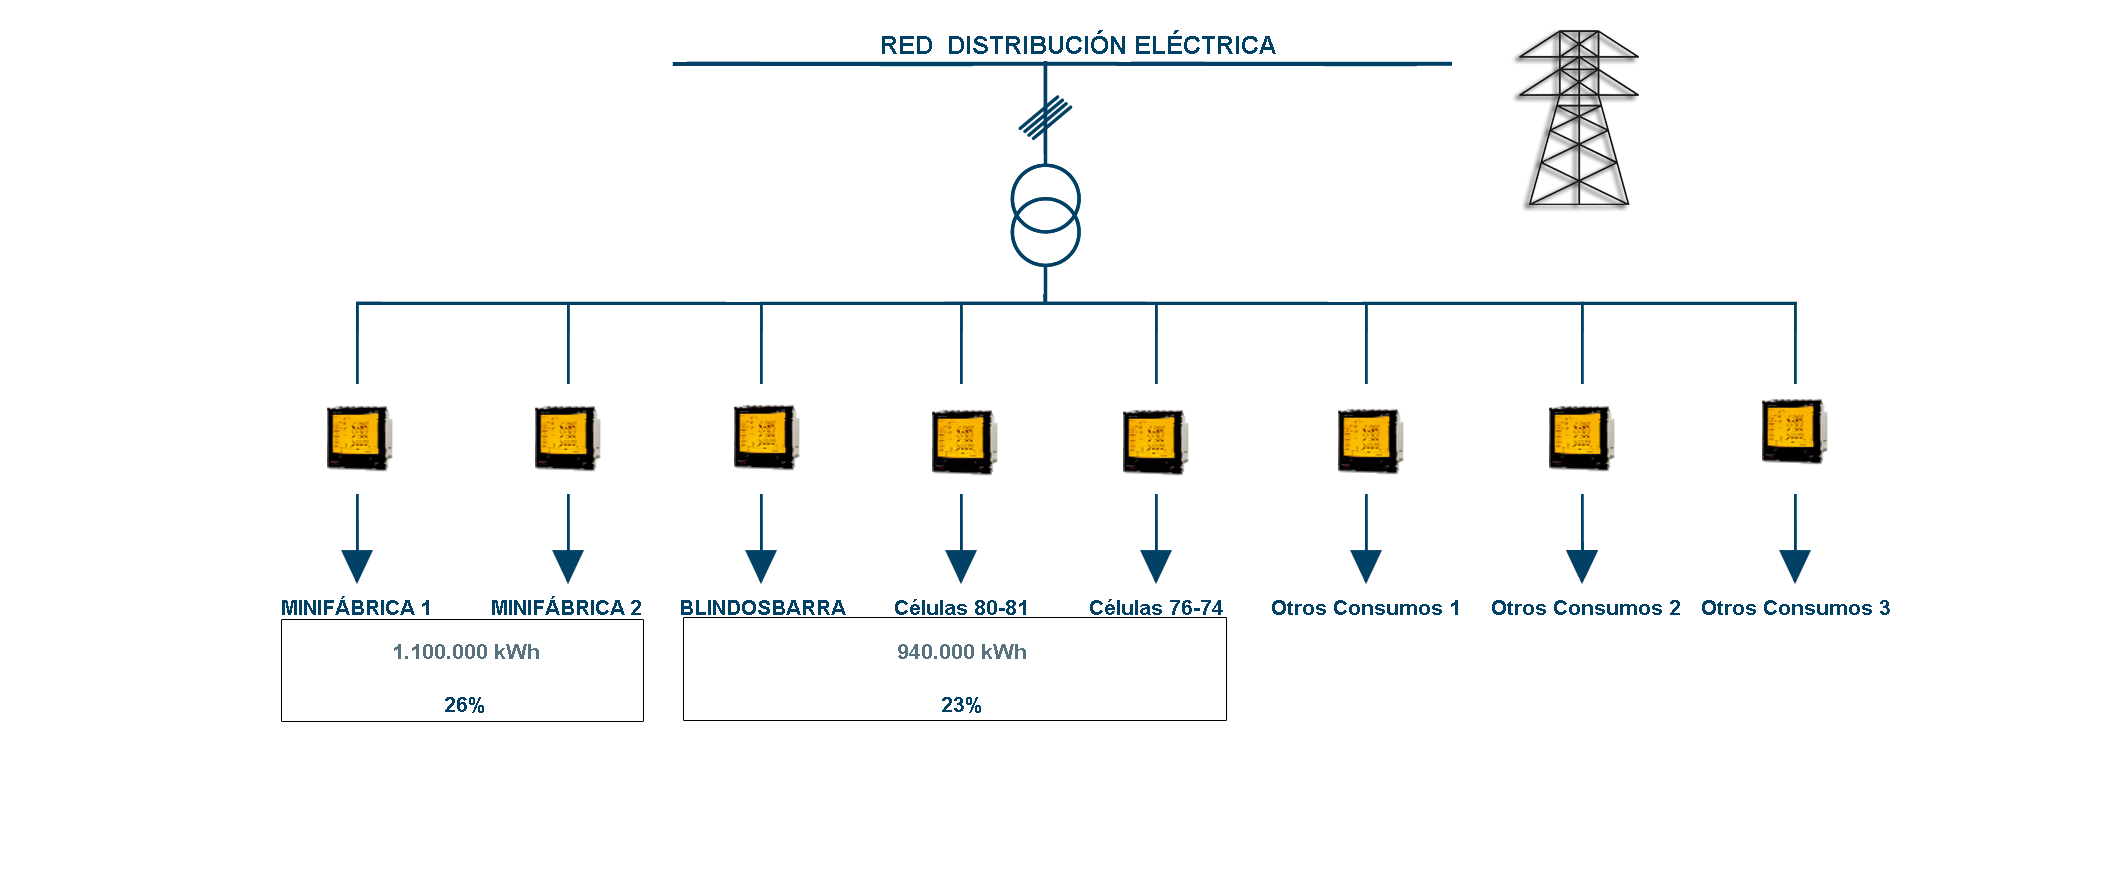 RED DISTRIBUCIÓN ELÉCTRICA
MINIFÁBRICA 1
MINIFÁBRICA 2
BLINDOSBARRA
Células 80-81
Células 76-74
Otros Consumos 1
Otros Consumos 2
Otros Consumos 3
1.100.000 kWh
26%
940.000 kWh
23%